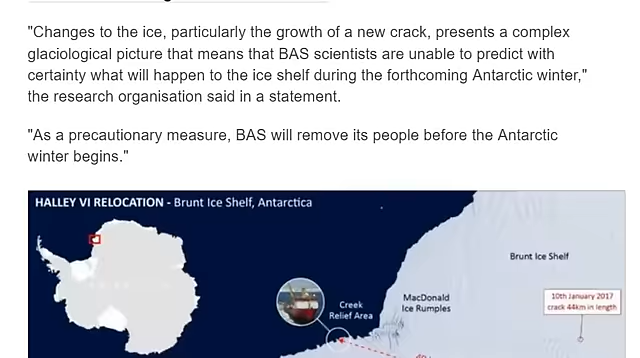 "Changes to the ice, particularly the growth of a new crack, presents a complex
glaciological picture that means that BAS scientists are unable to predict with
certainty what will happen to the ice shelf during the forthcoming Antarctic winter,"
the research organisation said in a statement.
"As a precautionary measure, BAS will remove its people before the Antarctic
winter begins."
HALLEY VI RELOCATION - Brunt Ice Shelf, Antarctica
Brunt Ice Shelf
10th January 2017
crack 44km in length
MacDonald
Ice Rumples
Creek
Relief Area